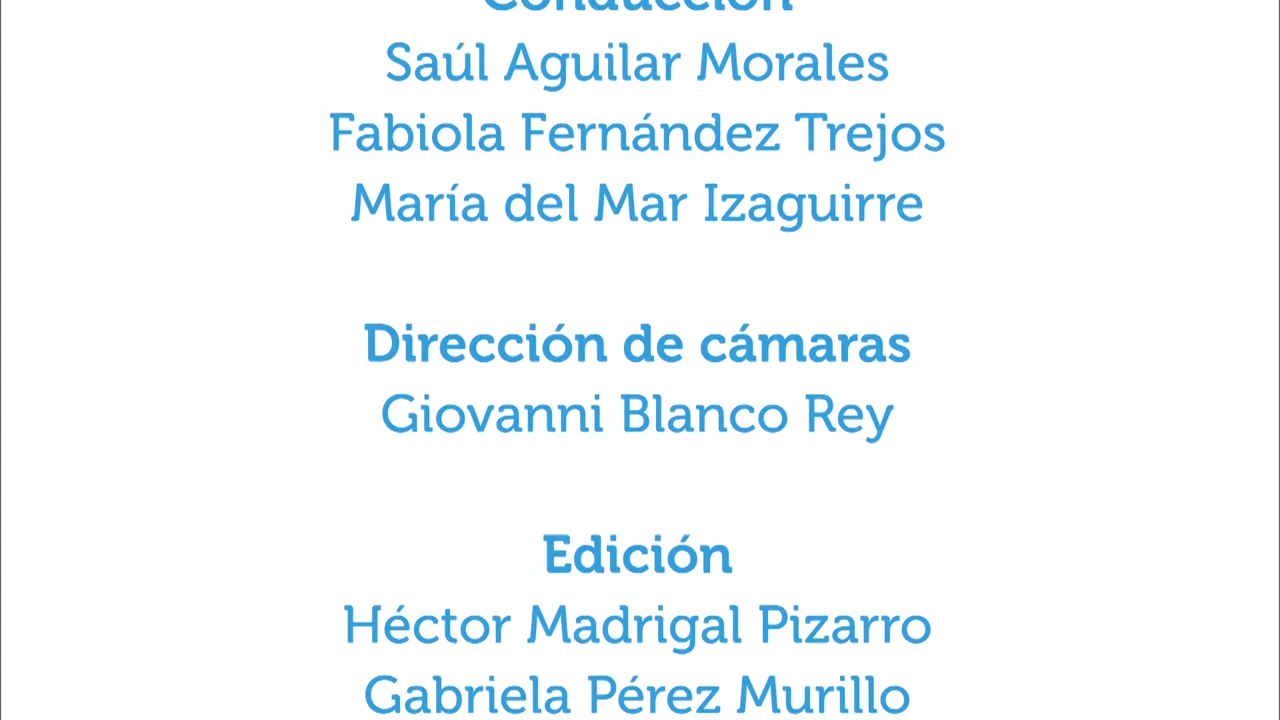 Conducción
Saúl Aguilar Morales
Fabiola Fernández Trejos
María del Mar Izaguirre
Dirección de cámaras
Giovanni Blanco Rey
Edición
Héctor Madrigal Pizarro
Gabriela Pérez Murillo